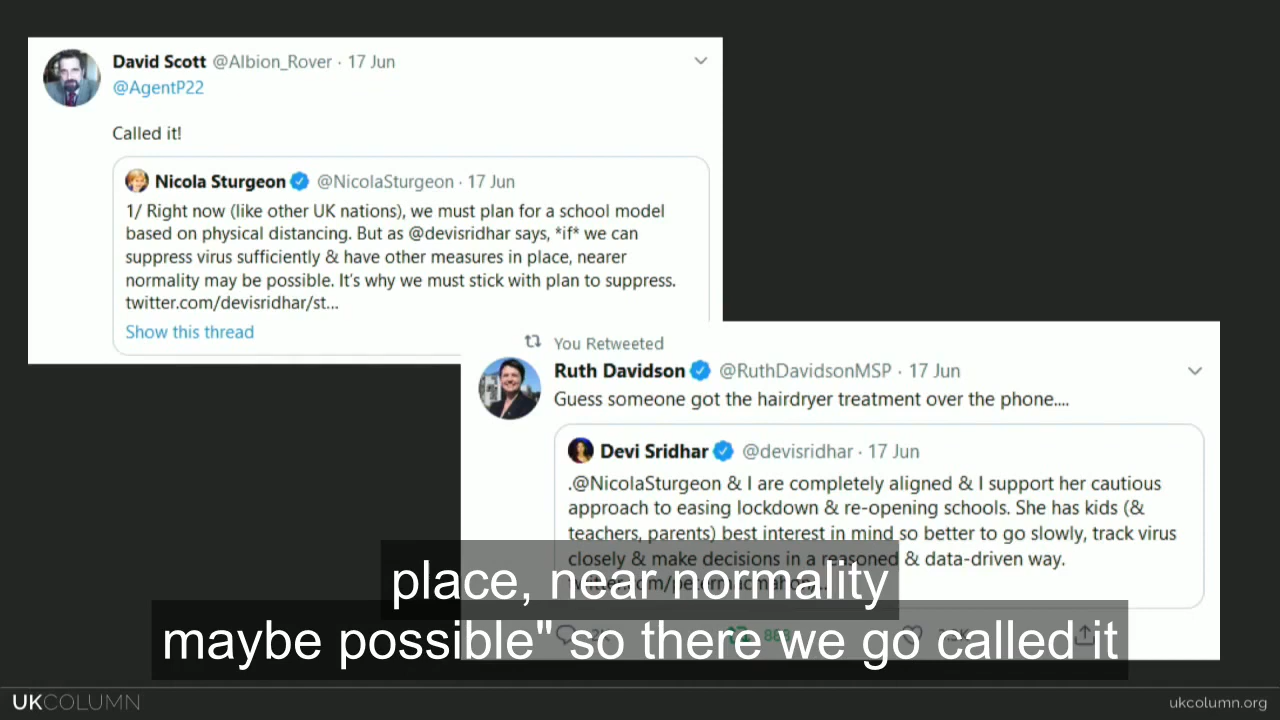 David Scott @Albion_Rover · 17 Jun
@AgentP22
Called it!
Nicola Sturgeon @NicolaSturgeon · 17 Jun
1/ Right now (like other UK nations), we must plan for a school model
based on physical distancing. But as @devisridhar says, *if* we can
suppress virus sufficiently & have other measures in place, nearer
normality may be possible. It's why we must stick with plan to suppress.
twitter.com/devisridhar/st...
Show this thread
You Retweeted
Ruth Davidson @RuthDavidsonMSP · 17 Jun
Guess someone got the hairdryer treatment over the phone....
Devi Sridhar @devisridhar · 17 Jun
.@NicolaSturgeon & I are completely aligned & I support her cautious
approach to easing lockdown & re-opening schools. She has kids (&
teachers, parents) best interest in mind so better to go slowly, track virus
closely & make decisions in a reasoned & data-driven way.
place, near normality
maybe possible" so there we go called it
UKCOLUMN
ukcolumn.org